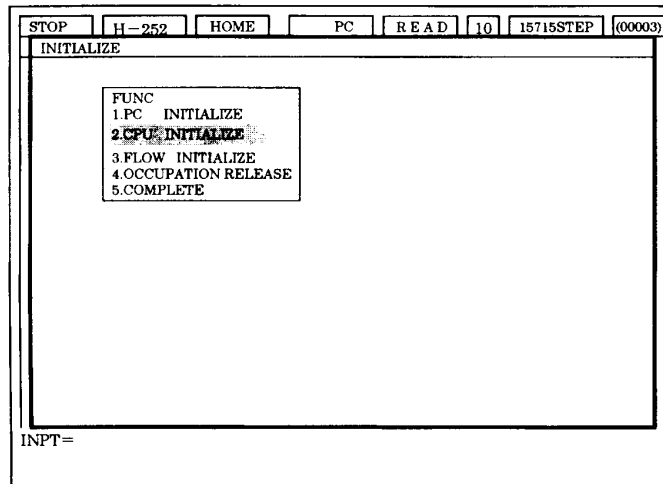 STOP H-252 HOME PC READ 10 15715STEP (00003)
INITIALIZE
FUNC
1.PC INITIALIZE
2.CPU INITIALIZE
3.FLOW INITIALIZE
4.OCCUPATION RELEASE
5.COMPLETE
INPT=